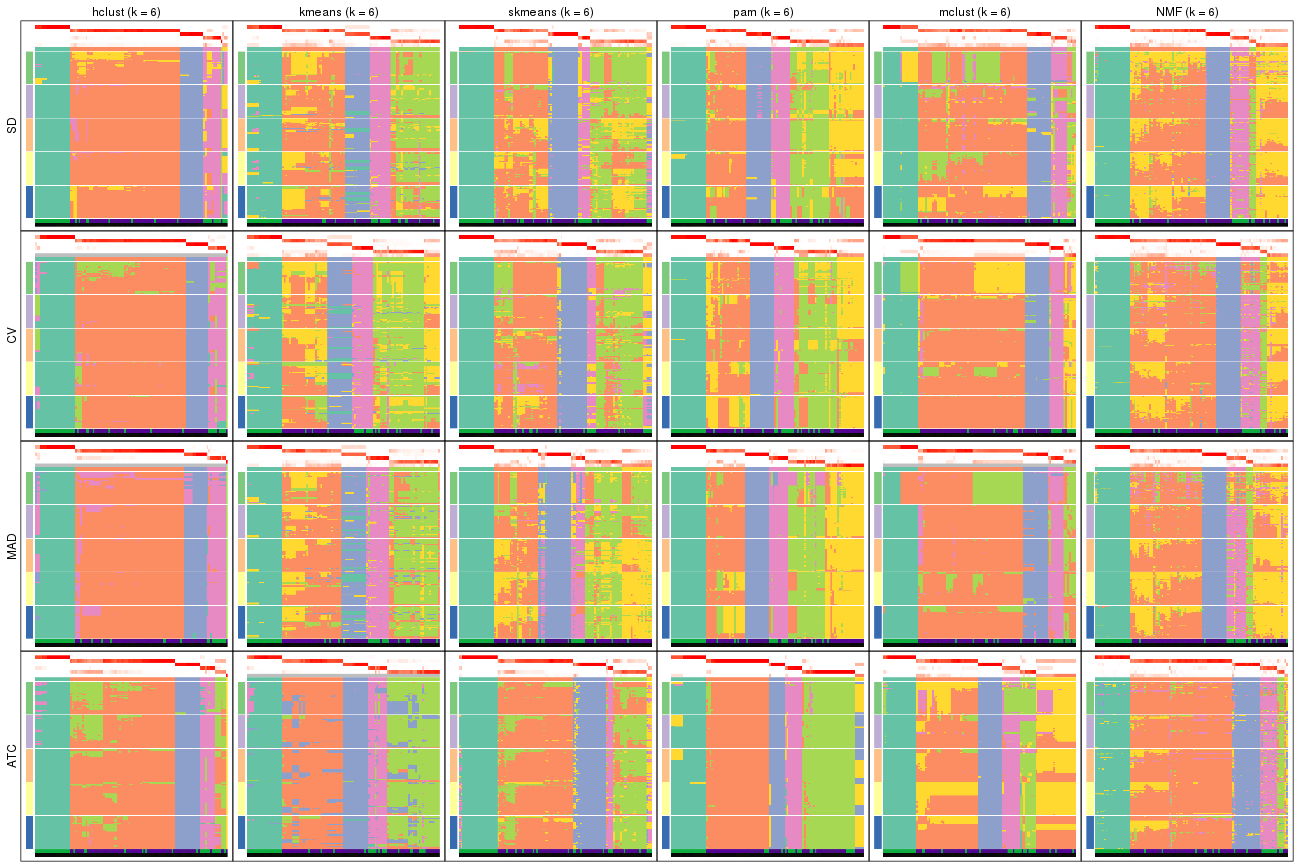 hclust (k = 6) kmeans (k = 6) skmeans (k = 6) pam (k = 6) mclust (k = 6) NMF (k = 6)
SD
CV
MAD
ATC